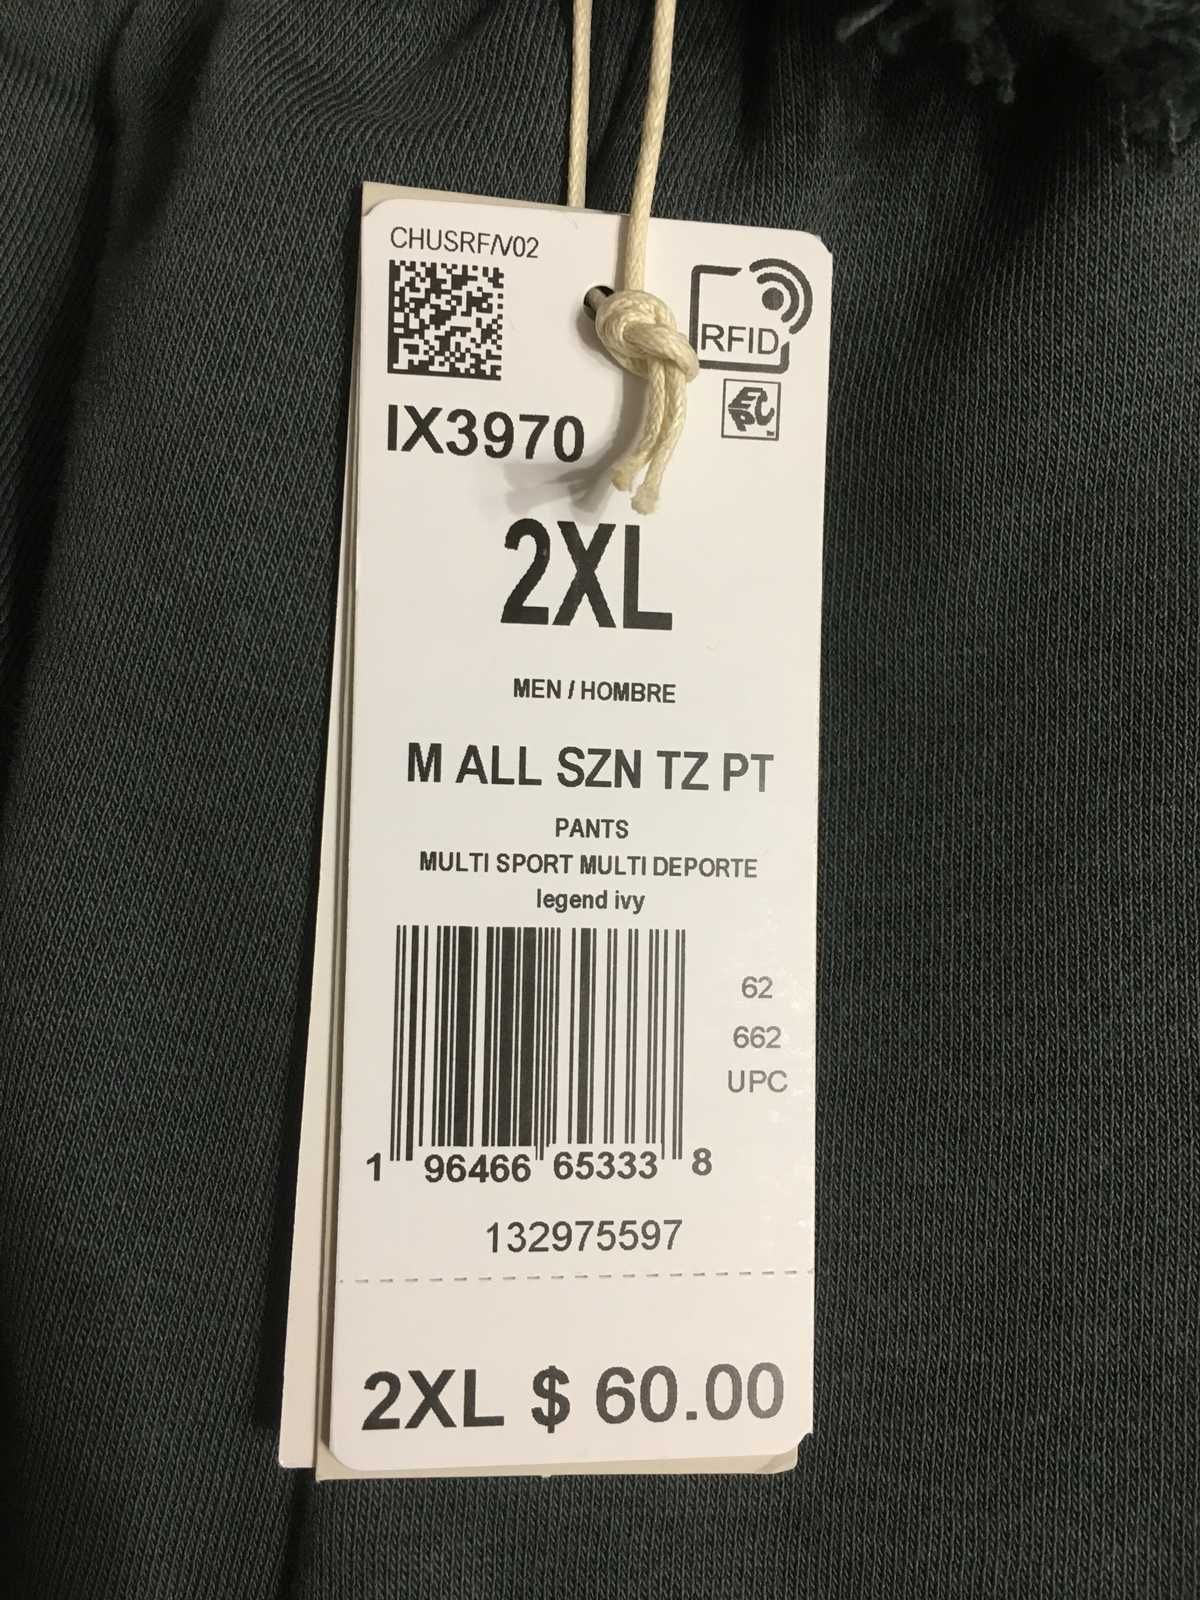 CHUSRF/V02
RFID
EPC
IX3970
2XL
MEN / HOMBRE
M ALL SZN TZ PT
PANTS
MULTI SPORT MULTI DEPORTE
legend ivy
62
662
UPC
1 96466 65333 8
132975597
2XL $ 60.00